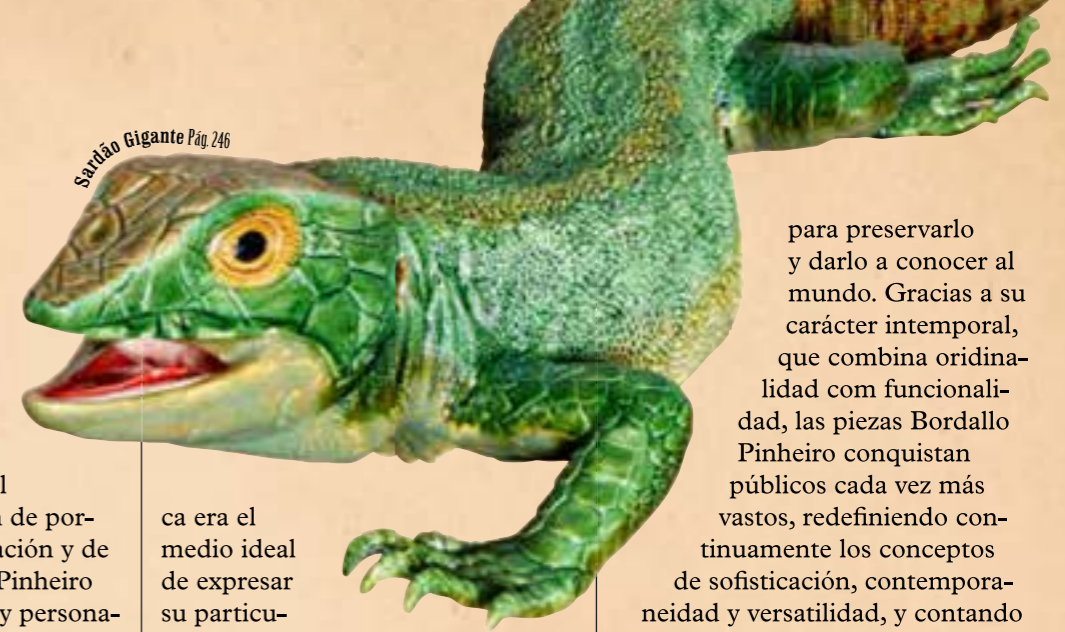 Sardão Gigante Pág. 246
l
de por-
ación y de
Pinheiro
y persona-
ca era el
medio ideal
de expresar
su particu-
para preservarlo
y darlo a conocer al
mundo. Gracias a su
carácter intemporal,
que combina oridina-
lidad com funcionali-
dad, las piezas Bordallo
Pinheiro conquistan
públicos cada vez más
vastos, redefiniendo con-
tinuamente los conceptos
de sofisticación, contempora-
neidad y versatilidad, y contando